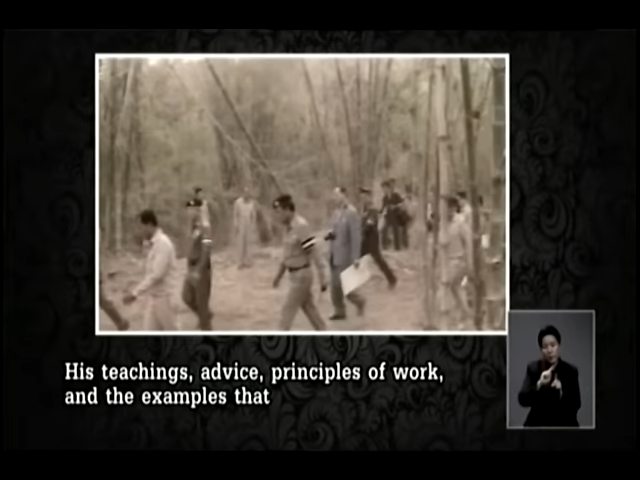 His teachings, advice, principles of work,
and the examples that